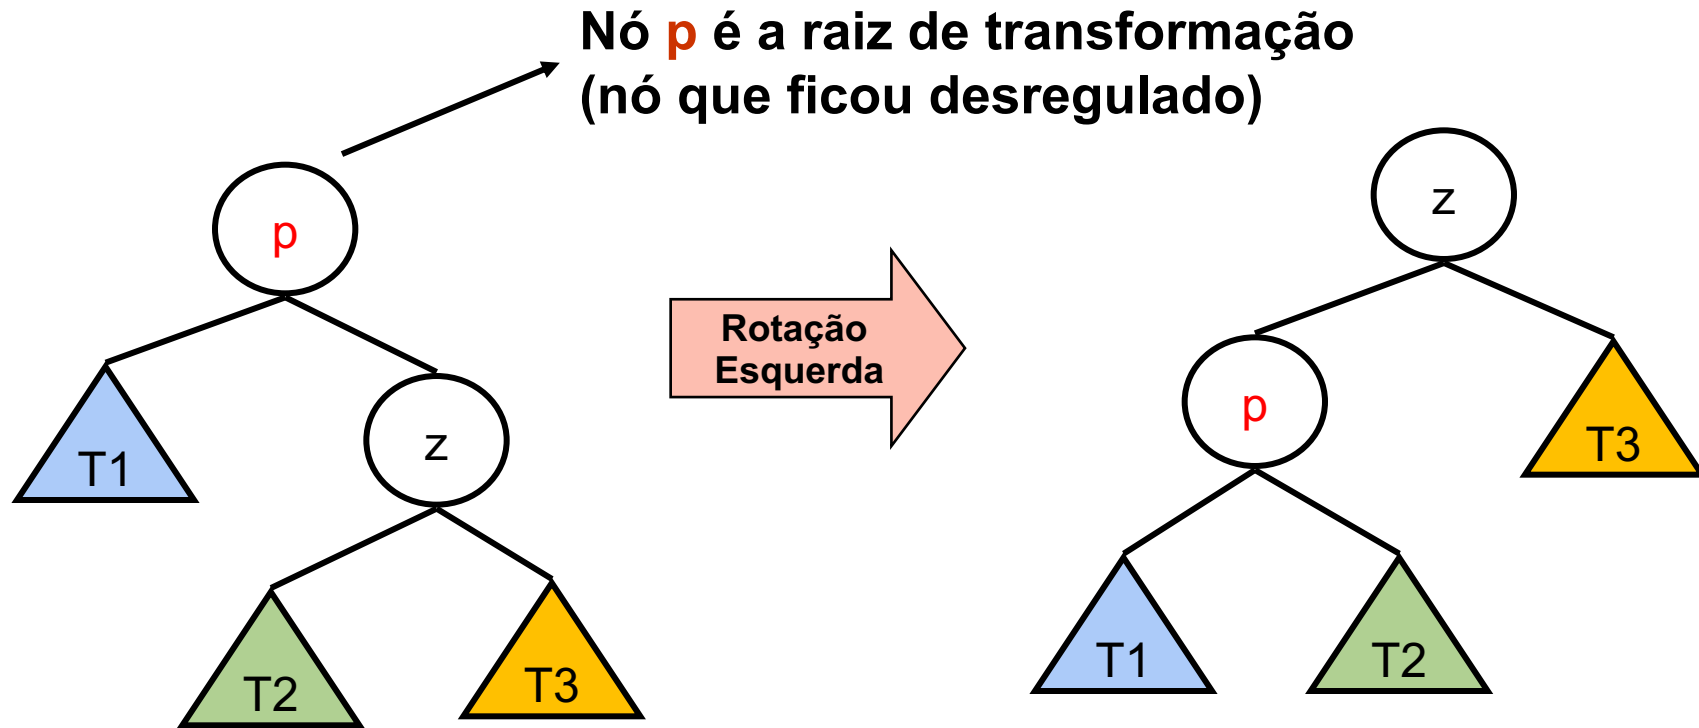 Nó p é a raiz de transformação
(nó que ficou desregulado)
p
z
T1
T2
T3
Rotação
Esquerda
z
p
T3
T1
T2